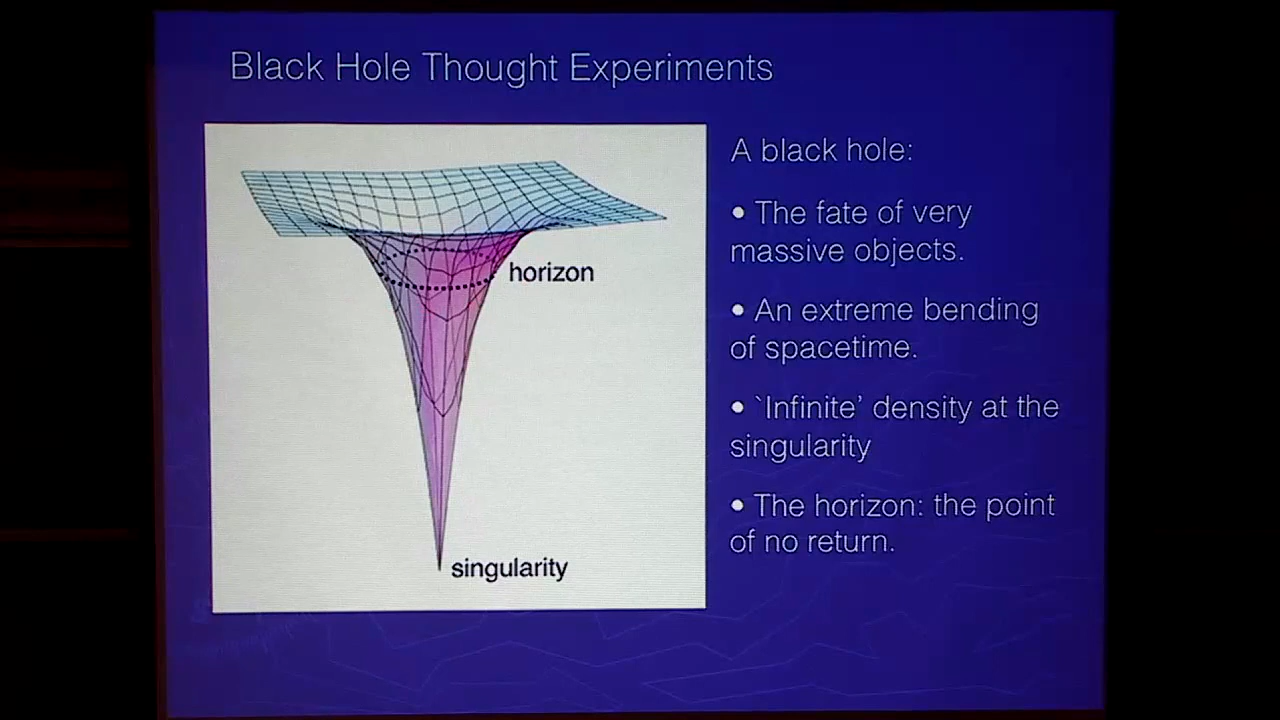 Black Hole Thought Experiments
horizon
singularity
A black hole:
• The fate of very
massive objects.
• An extreme bending
of spacetime.
• `Infinite’ density at the
singularity
• The horizon: the point
of no return.